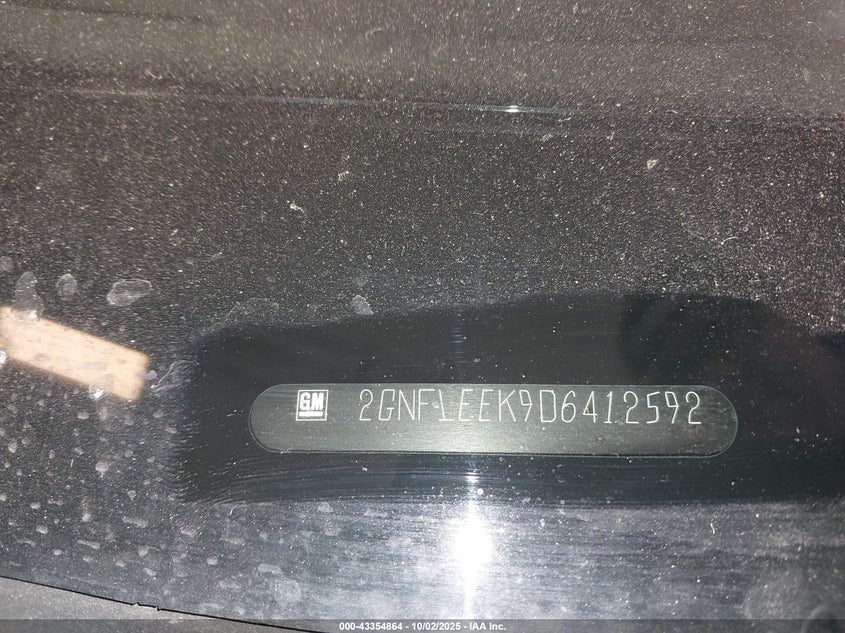 GM 2GNFLEEK9D6412592
000-43354864 - 10/02/2025 - IAA Inc.